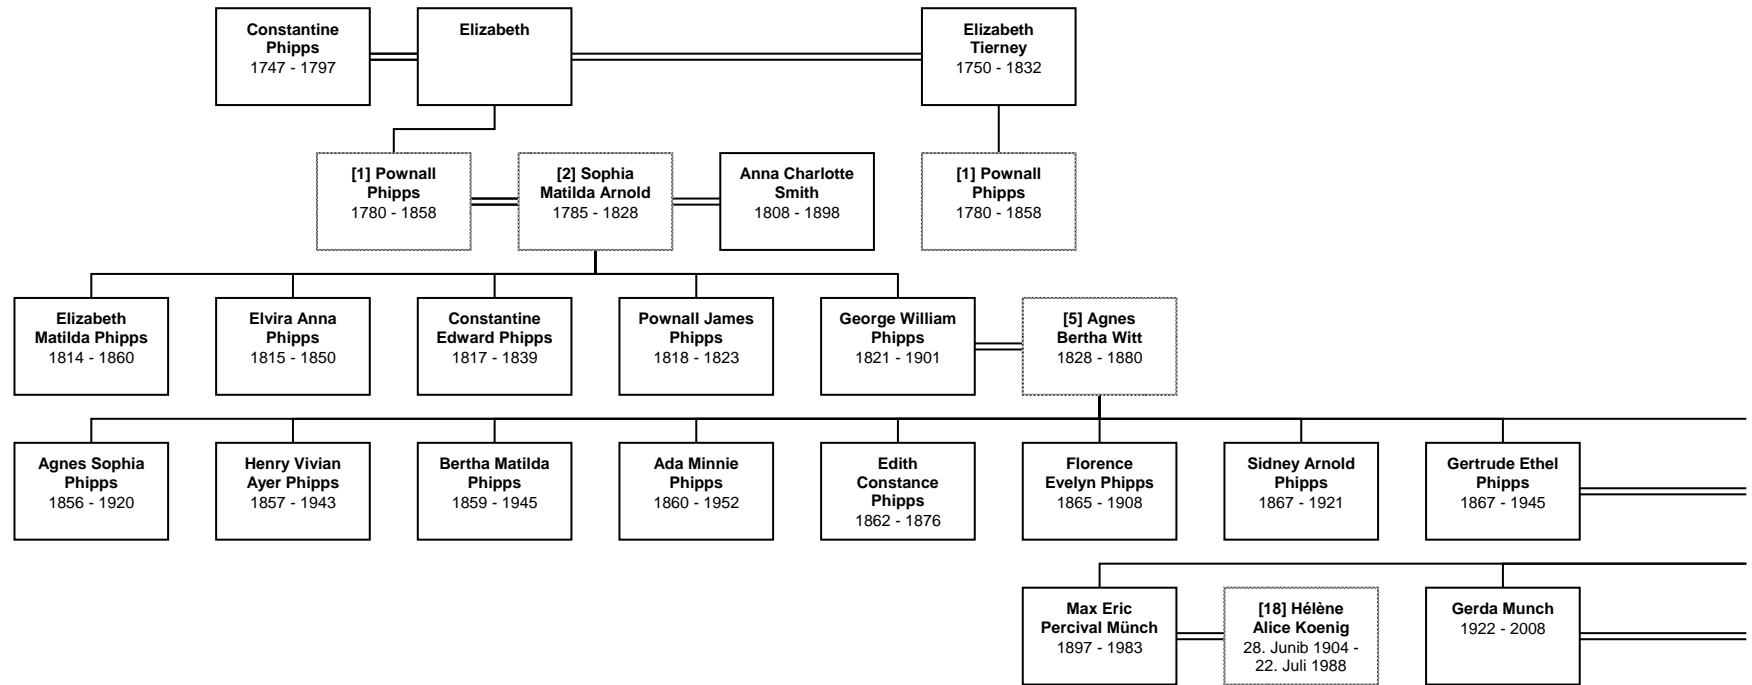 Constantine
Phipps
1747 - 1797
Elizabeth
Elizabeth
Tierney
1750 - 1832
[1] Pownall
Phipps
1780 - 1858
[2] Sophia
Matilda Arnold
1785 - 1828
Anna Charlotte
Smith
1808 - 1898
[1] Pownall
Phipps
1780 - 1858
Elizabeth
Matilda Phipps
1814 - 1860
Elvira Anna
Phipps
1815 - 1850
Constantine
Edward Phipps
1817 - 1839
Pownall James
Phipps
1818 - 1823
George William
Phipps
1821 - 1901
[5] Agnes
Bertha Witt
1828 - 1880
Agnes Sophia
Phipps
1856 - 1920
Henry Vivian
Ayer Phipps
1857 - 1943
Bertha Matilda
Phipps
1859 - 1945
Ada Minnie
Phipps
1860 - 1952
Edith
Constance
Phipps
1862 - 1876
Florence
Evelyn Phipps
1865 - 1908
Sidney Arnold
Phipps
1867 - 1921
Gertrude Ethel
Phipps
1867 - 1945
Max Eric
Percival Münch
1897 - 1983
[18] Hélène
Alice Koenig
28. Junib 1904 -
22. Juli 1988
Gerda Munch
1922 - 2008